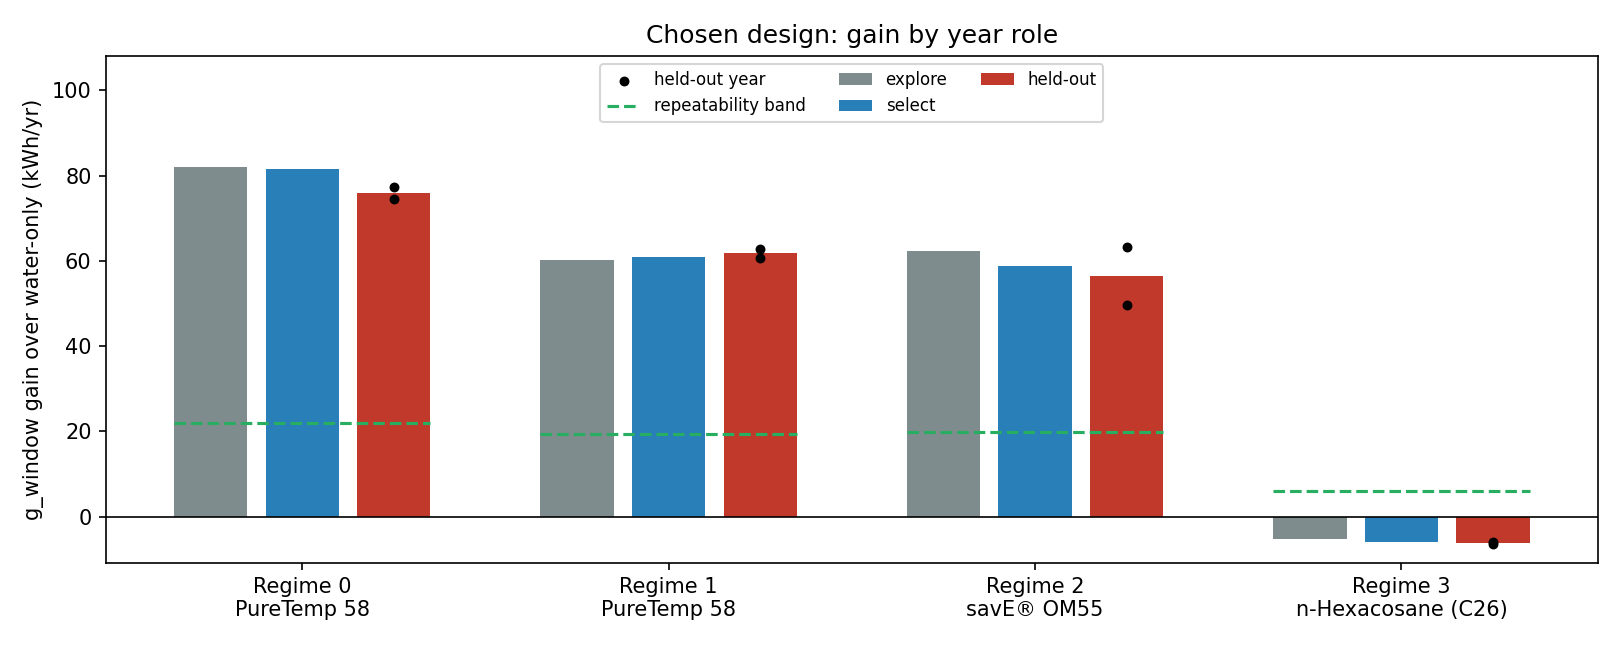 Chosen design: gain by year role
g_window gain over water-only (kWh/yr)
held-out year
repeatability band
explore
select
held-out
100
80
60
40
20
0
Regime 0
PureTemp 58
Regime 1
PureTemp 58
Regime 2
savE® OM55
Regime 3
n-Hexacosane (C26)